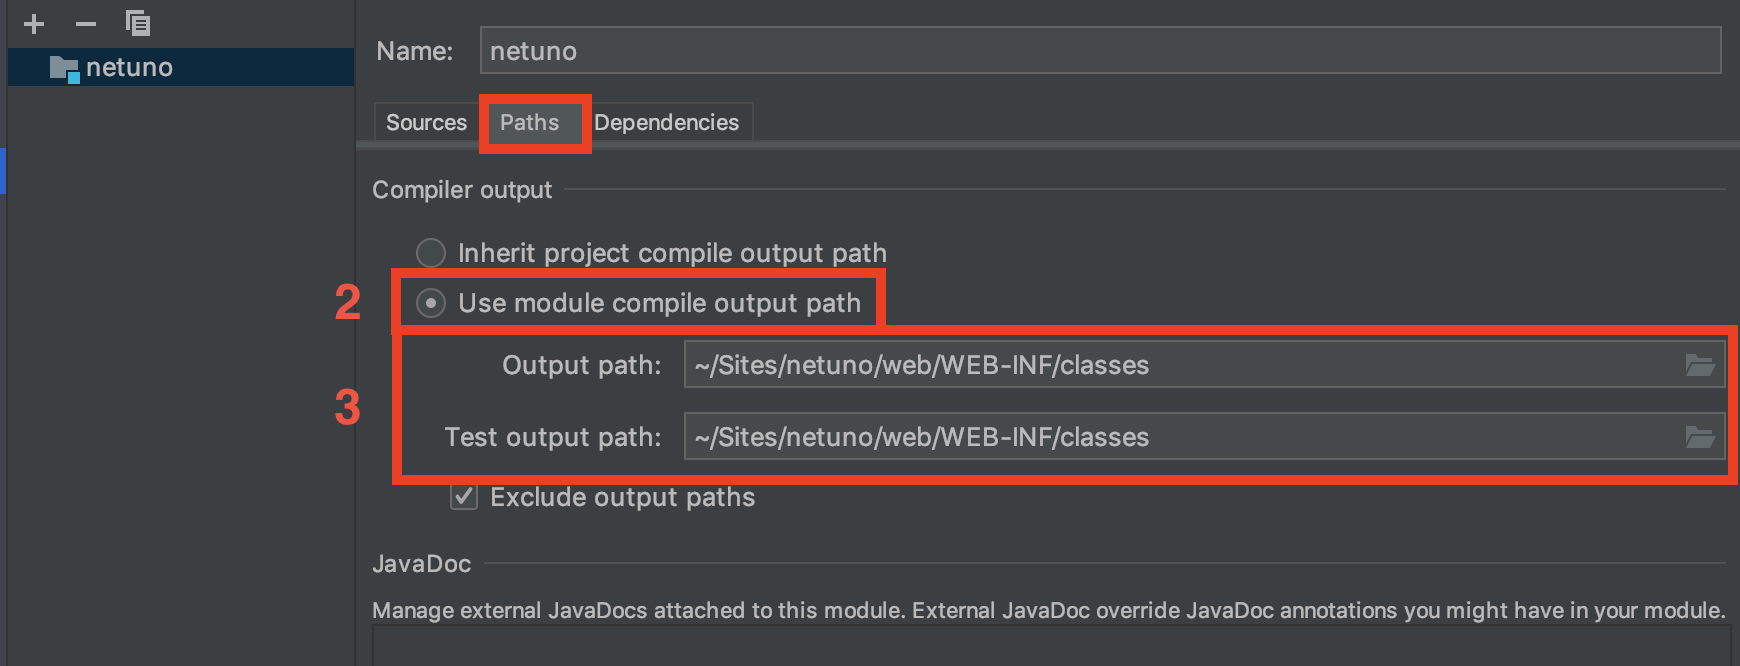 netuno
Name: netuno
Sources Paths Dependencies
Compiler output
Inherit project compile output path
2 Use module compile output path
Output path: ~/Sites/netuno/web/WEB-INF/classes
3
Test output path: ~/Sites/netuno/web/WEB-INF/classes
Exclude output paths
JavaDoc
Manage external JavaDocs attached to this module. External JavaDoc override JavaDoc annotations you might have in your module.